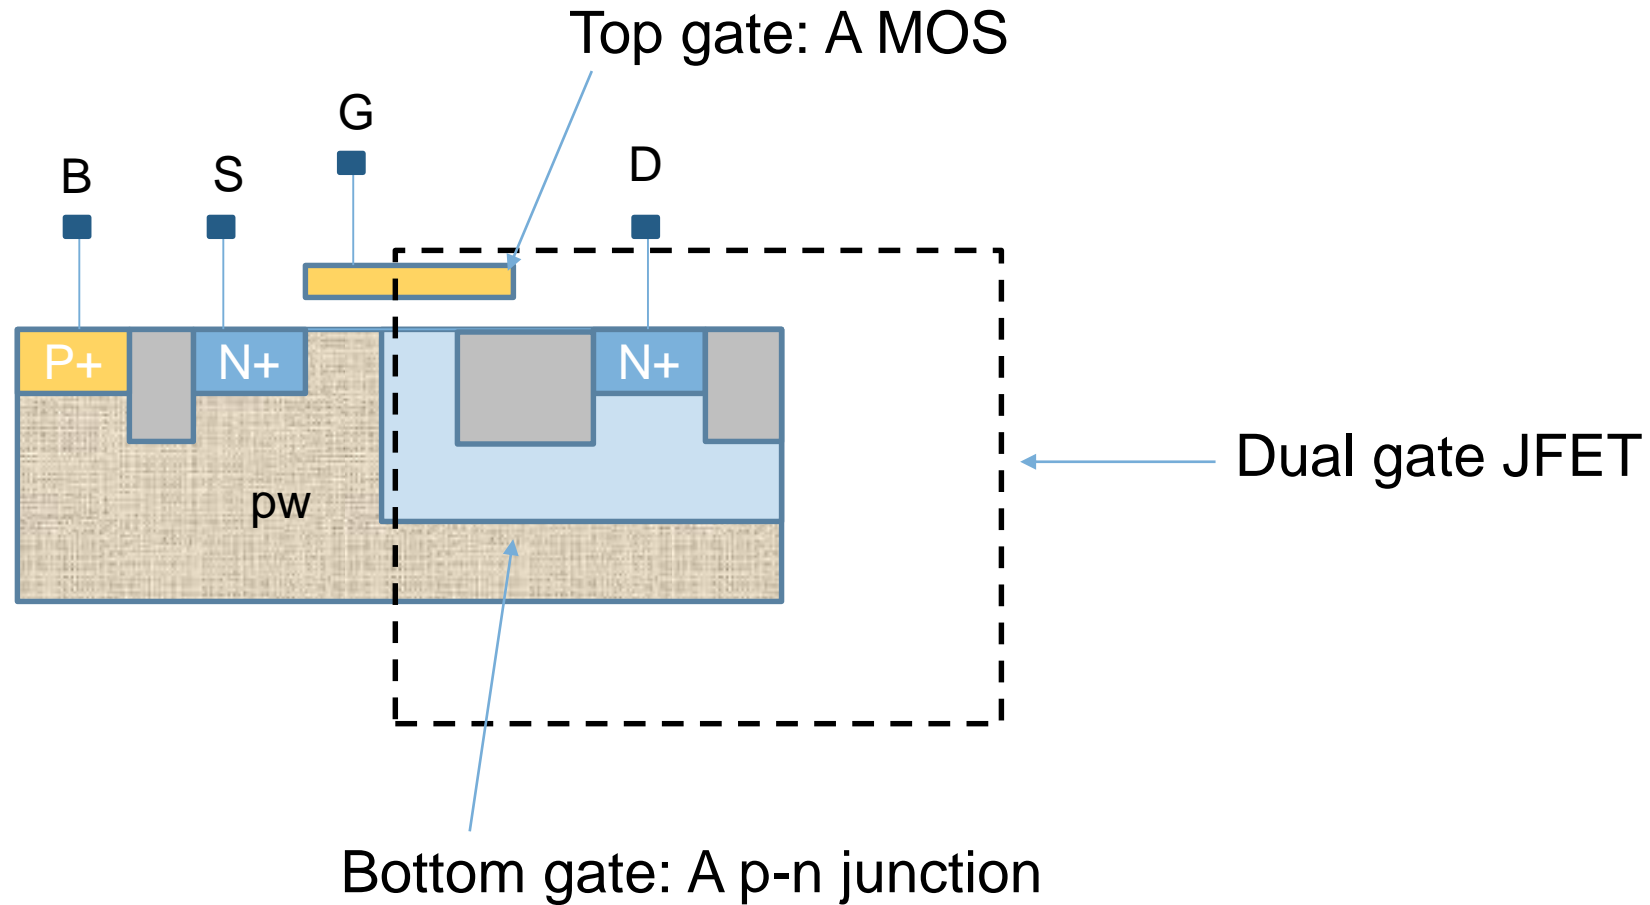 Top gate: A MOS
G
B
S
D
P+
N+
N+
pw
Dual gate JFET
Bottom gate: A p-n junction